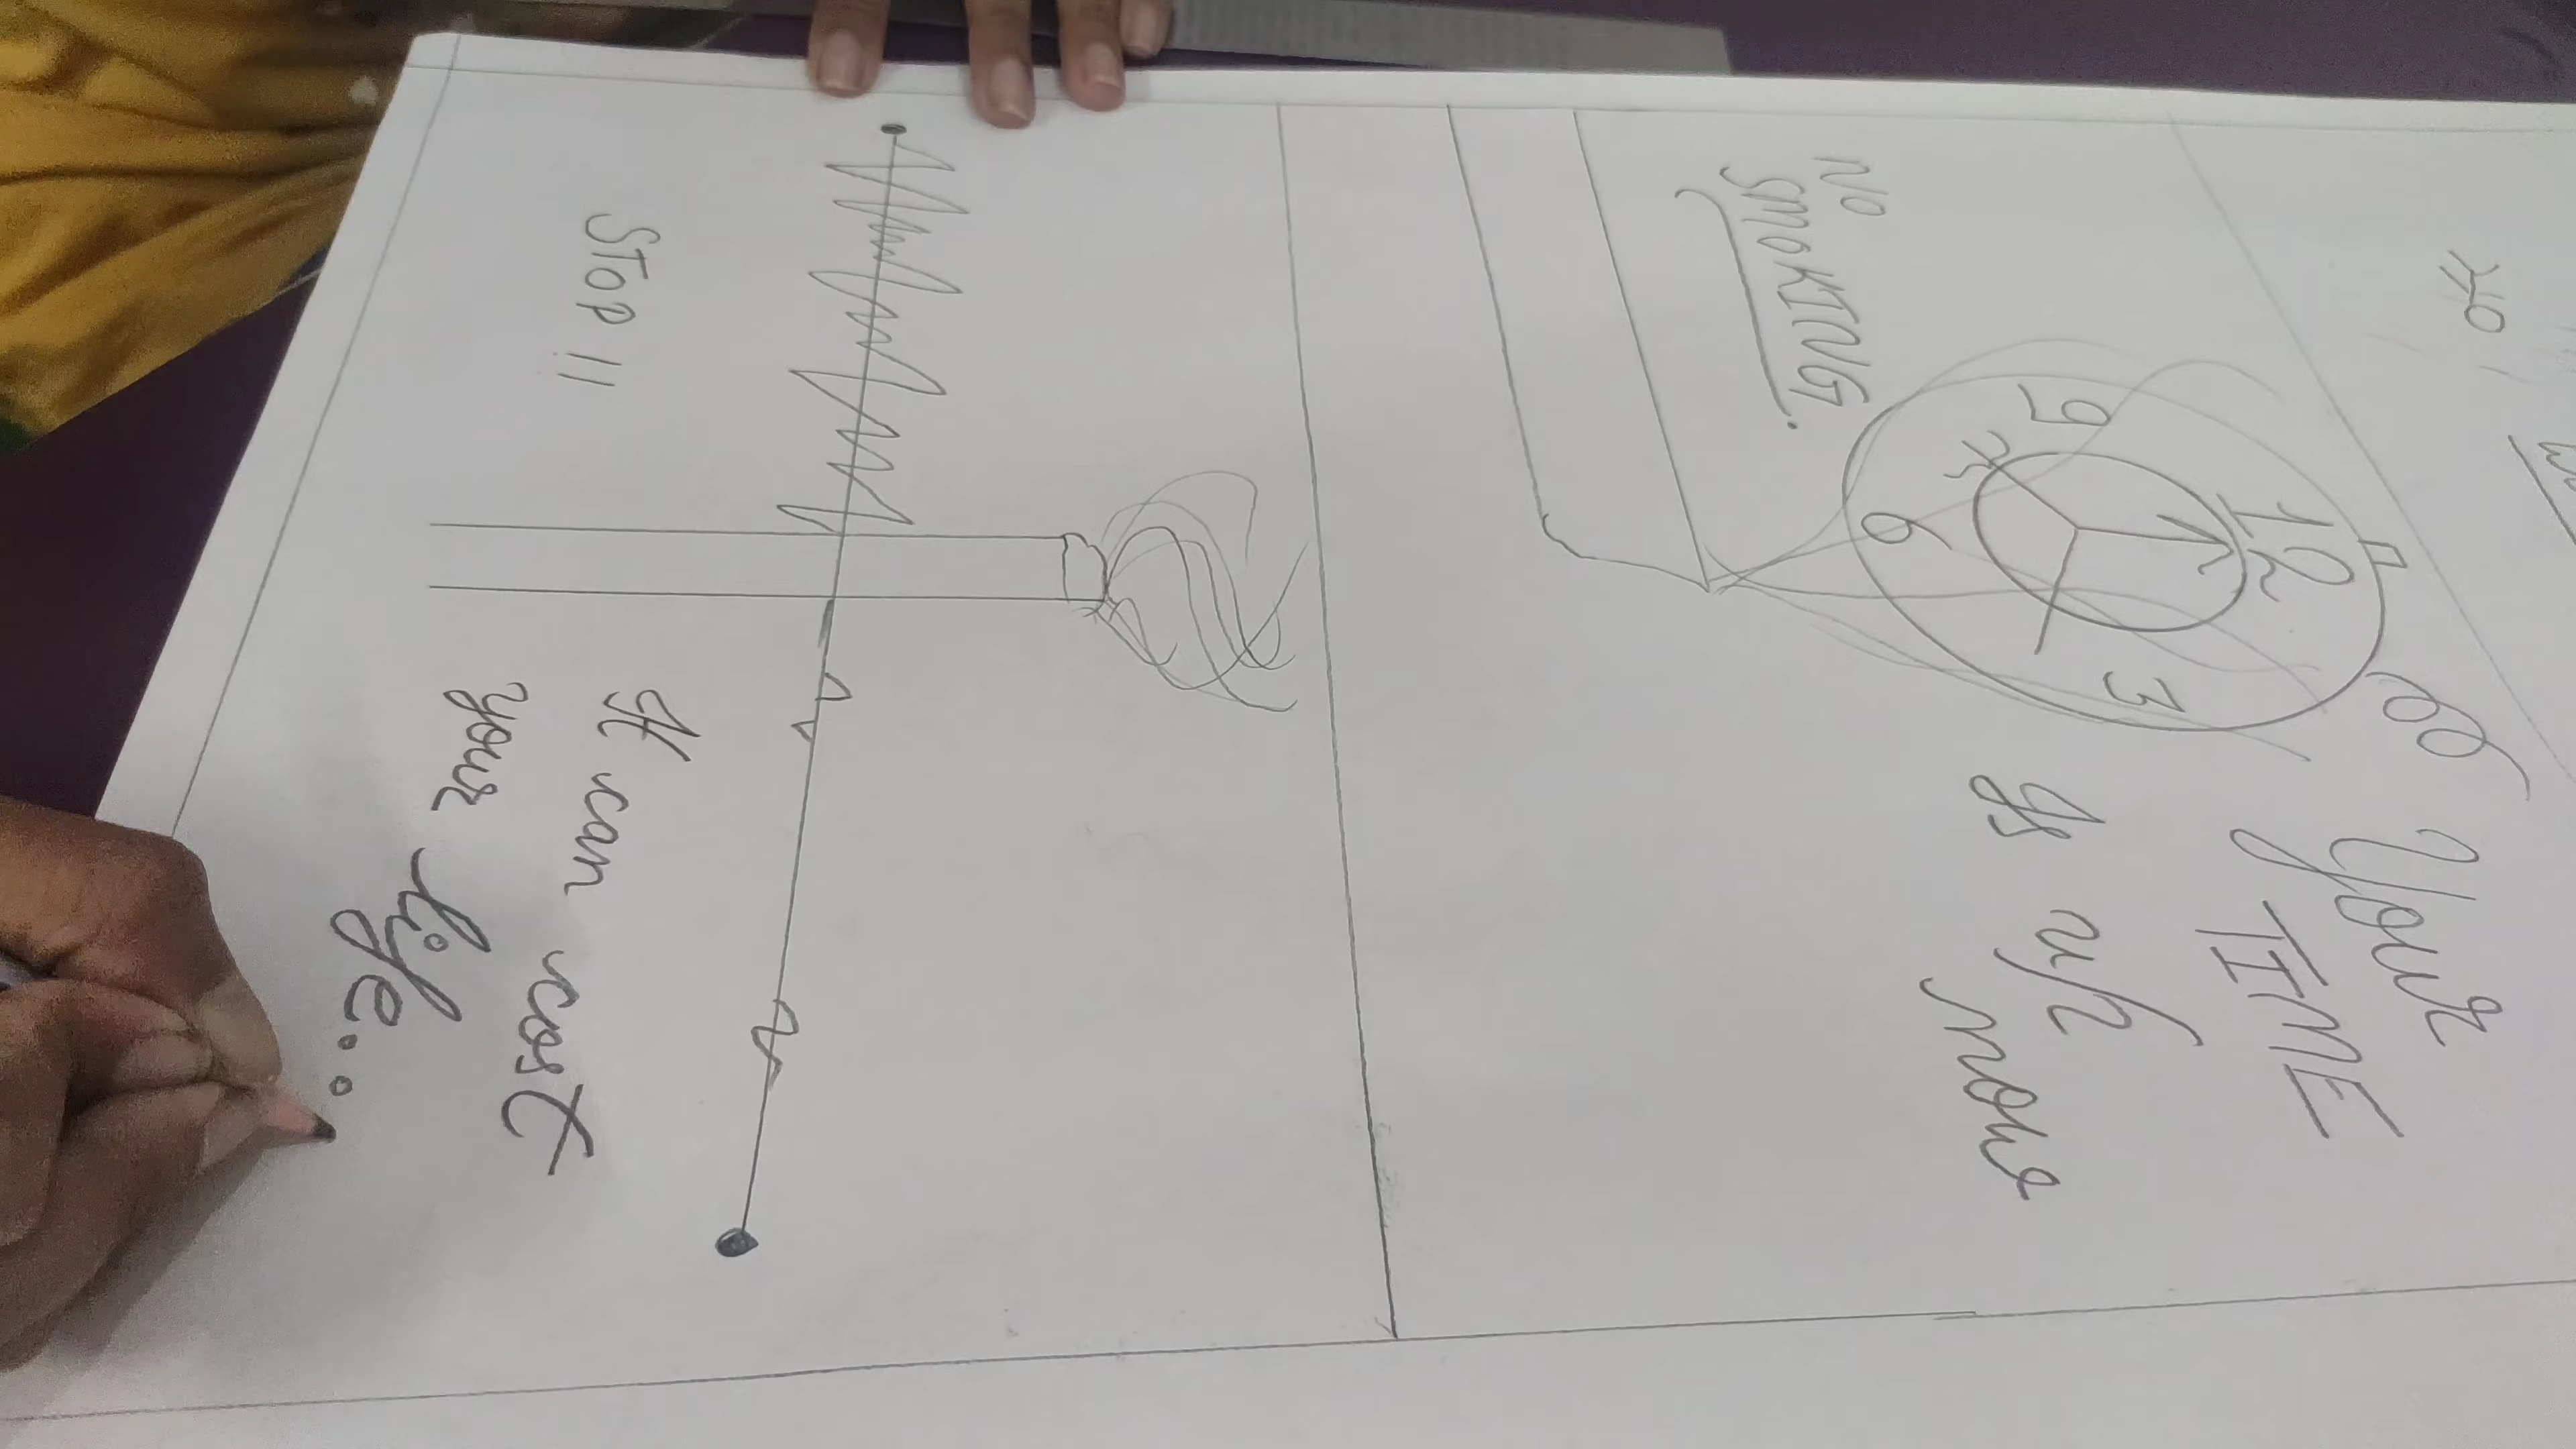 NO
SMOKING.
12
9
3
6
Your
TIME
Is up
now
STOP !!
It can cost
your life...